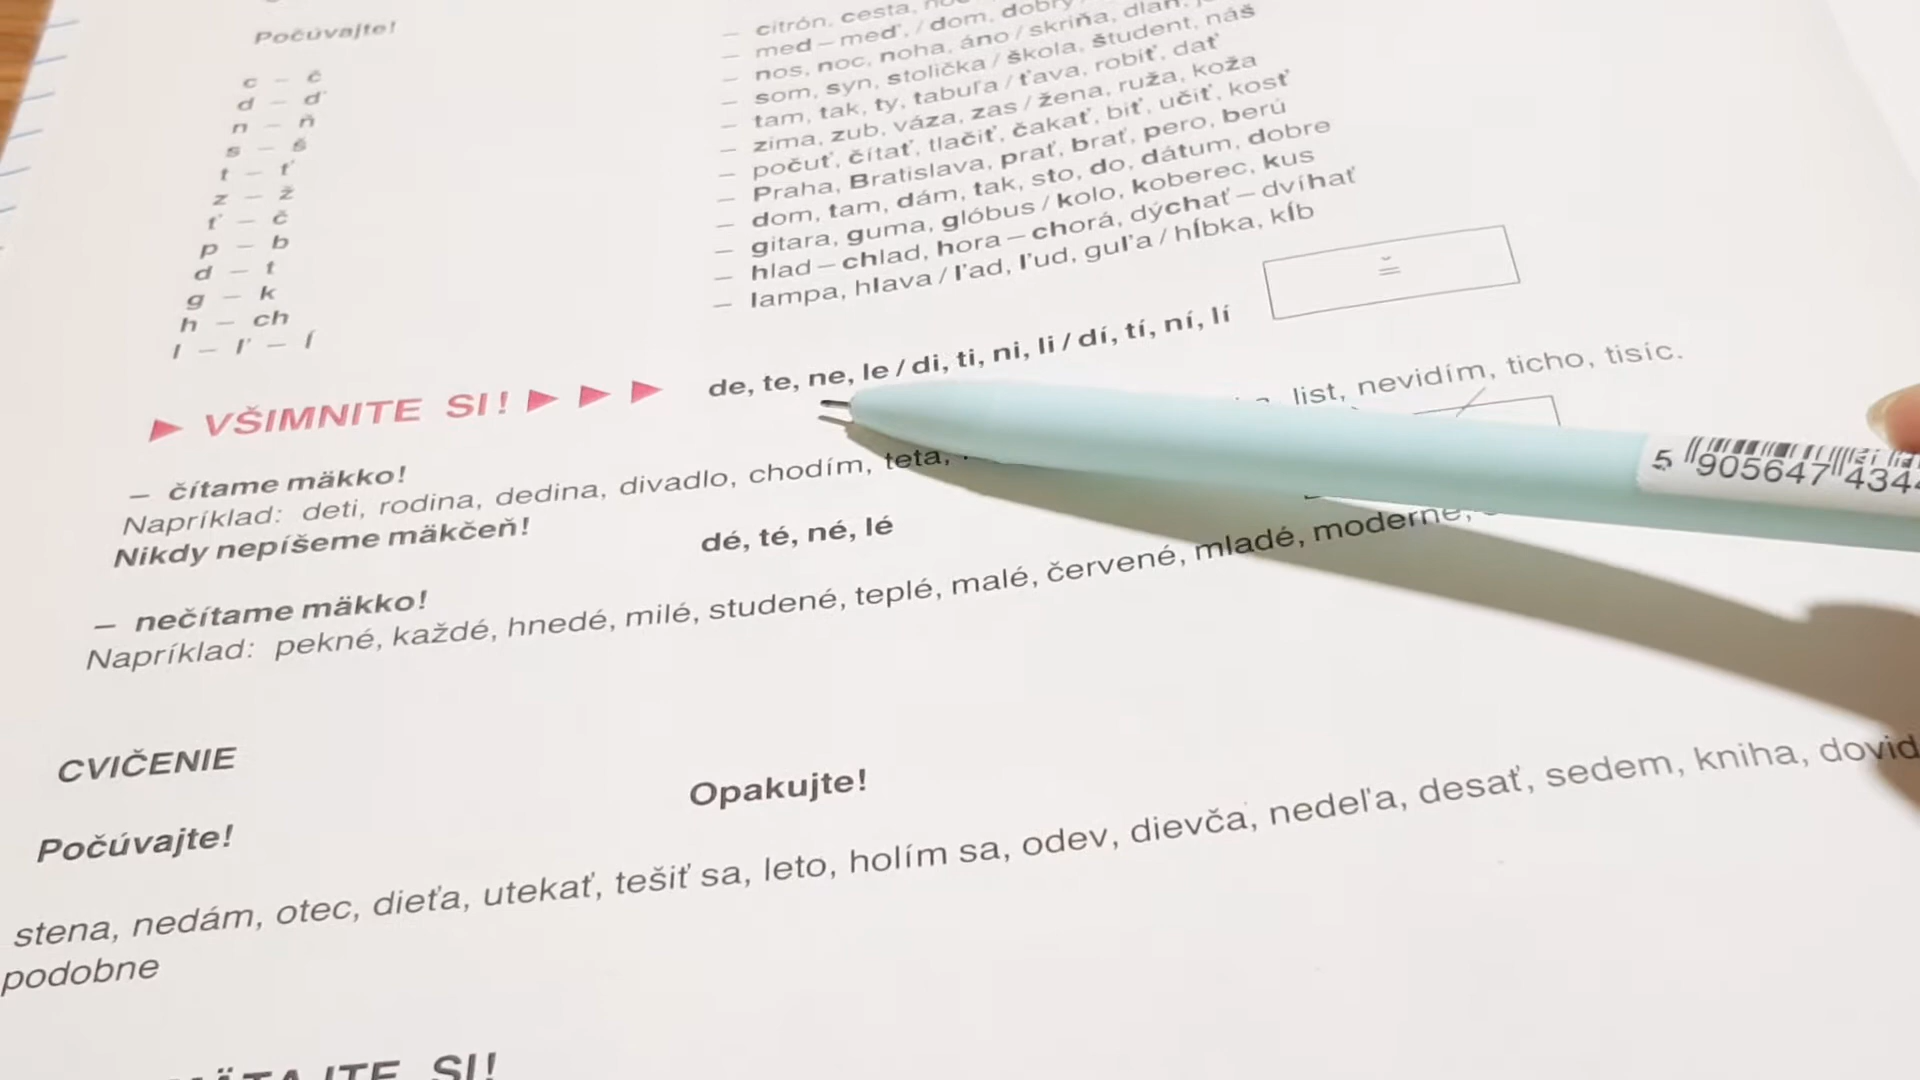 Počúvajte!
c – č
d – ď
n – ň
s – š
t – ť
z – ž
ť – č
p – b
d – t
g – k
h – ch
l – ľ – ĺ
– citrón, cesta,
– med – meď, / dom, dobrý
– nos, noc, noha, áno / skriňa, dlaň,
– som, syn, stolička / škola, študent, náš
– tam, tak, ty, tabuľa / ťava, robiť, dať
– zima, zub, váza, zas / žena, ruža, koža
– počuť, čítať, tlačiť, čakať, biť, učiť, kosť
– Praha, Bratislava, prať, brať, pero, berú
– dom, tam, dám, tak, sto, do, dátum, dobre
– gitara, guma, glóbus / kolo, koberec, kus
– hlad – chlad, hora – chorá, dýchať – dvíhať
– lampa, hlava / ľad, ľud, guľa / hĺbka, kĺb
VŠIMNITE SI!
de, te, ne, le / di, ti, ni, li / dí, tí, ní, lí
– čítame mäkko!
Napríklad: deti, rodina, dedina, divadlo, chodím, teta, list, nevidím, ticho, tisíc.
Nikdy nepíšeme mäkčeň!
dé, té, né, lé
– nečítame mäkko!
Napríklad: pekné, každé, hnedé, milé, studené, teplé, malé, červené, mladé, moderné,
CVIČENIE
Počúvajte!
Opakujte!
stena, nedám, otec, dieťa, utekať, tešiť sa, leto, holím sa, odev, dievča, nedeľa, desať, sedem, kniha, dovid
podobne
SI!
5 905647 434